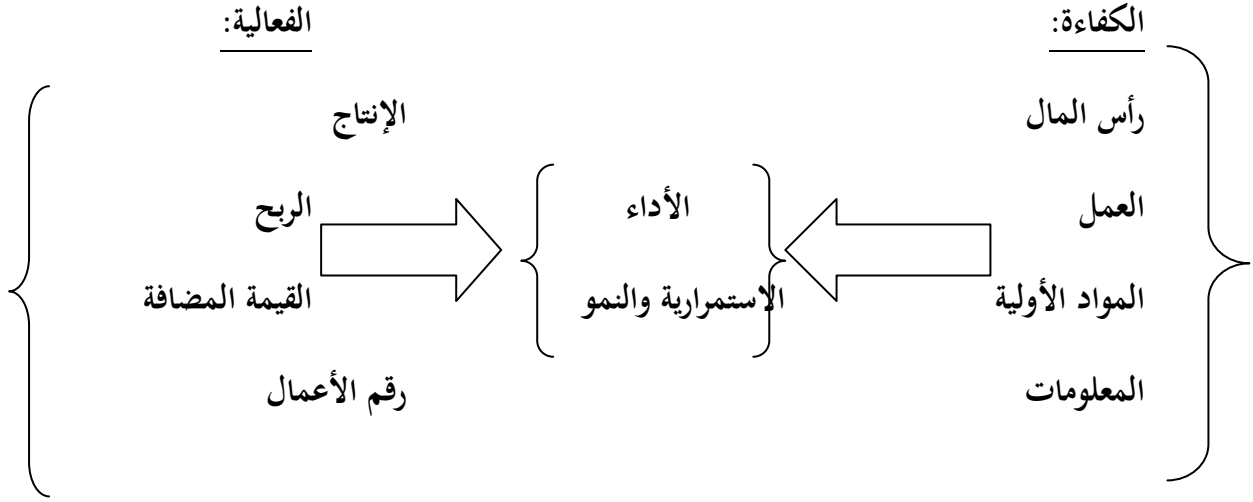 الكفاءة:
رأس المال
العمل
المواد الأولية
المعلومات
الأداء
الاستمرارية والنمو
الفعالية:
الإنتاج
الربح
القيمة المضافة
رقم الأعمال